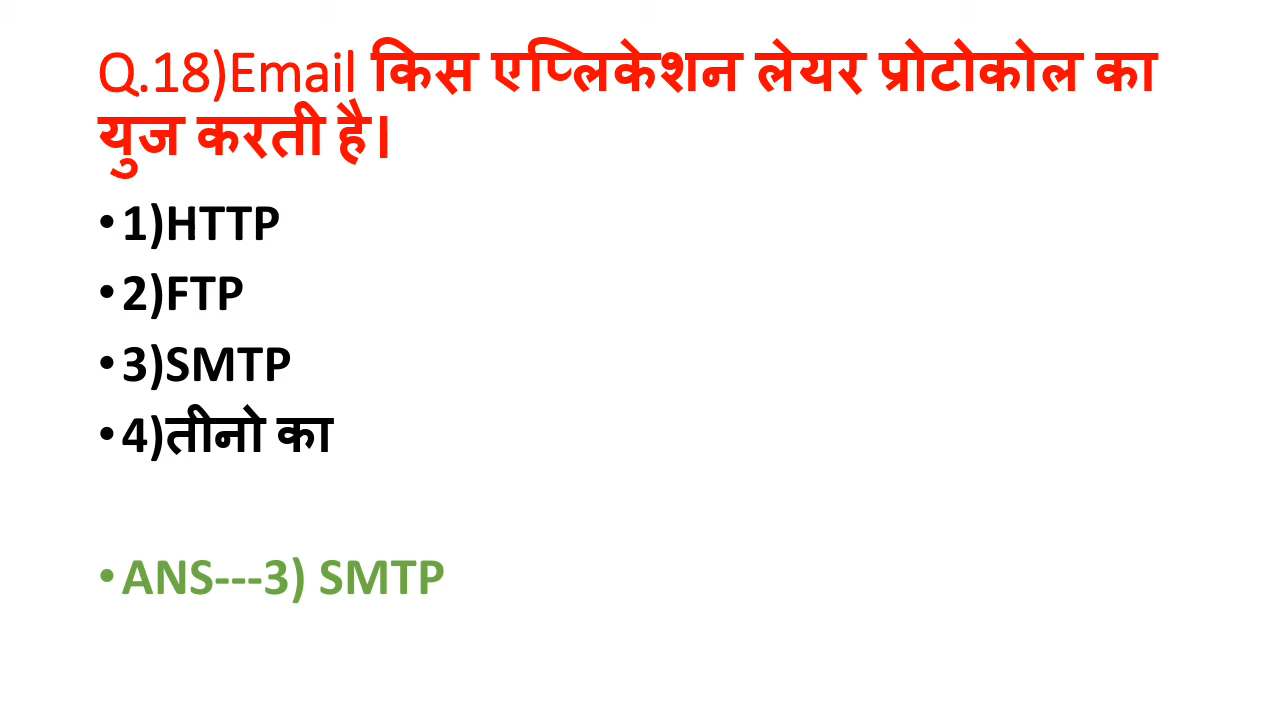 Q.18)Email किस एप्लिकेशन लेयर प्रोटोकोल का
युज करती है।
•1)HTTP
•2)FTP
•3)SMTP
•4)तीनो का
•ANS---3) SMTP